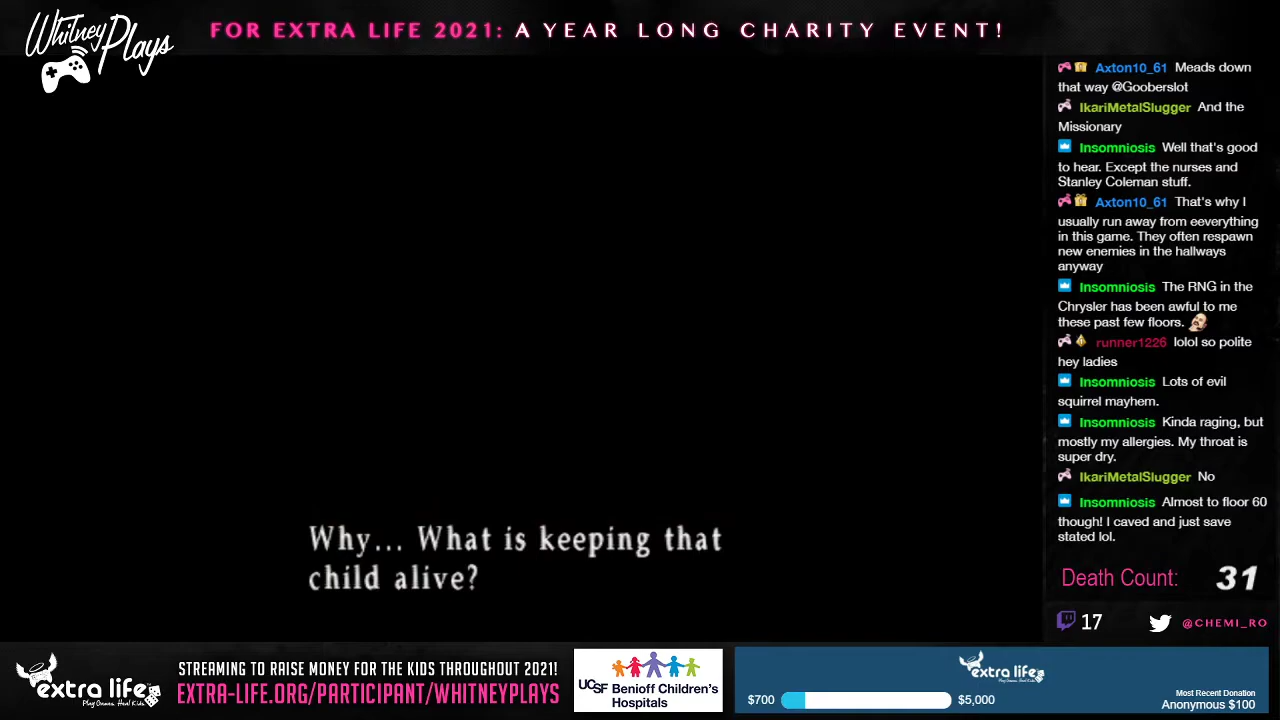 WhitneyPlays
FOR EXTRA LIFE 2021: A YEAR LONG CHARITY EVENT!
Axton10_61 Meads down
that way @Gooberslot
IkariMetalSlugger And the
Missionary
Insomniosis Well that's good
to hear. Except the nurses and
Stanley Coleman stuff.
Axton10_61 That's why I
usually run away from eeverything
in this game. They often respawn
new enemies in the hallways
anyway
Insomniosis The RNG in the
Chrysler has been awful to me
these past few floors.
runner1226 lolol so polite
hey ladies
Insomniosis Lots of evil
squirrel mayhem.
Insomniosis Kinda raging, but
mostly my allergies. My throat is
super dry.
IkariMetalSlugger No
Insomniosis Almost to floor 60
though! I caved and just save
stated lol.
Why... What is keeping that
child alive?
Death Count: 31
17 @CHEMI_RO
extra life
Play Games. Heal Kids.
STREAMING TO RAISE MONEY FOR THE KIDS THROUGHOUT 2021!
EXTRA-LIFE.ORG/PARTICIPANT/WHITNEYPLAYS
UCSF Benioff Children's
Hospitals
extra life
$700 $5,000
Most Recent Donation
Anonymous $100